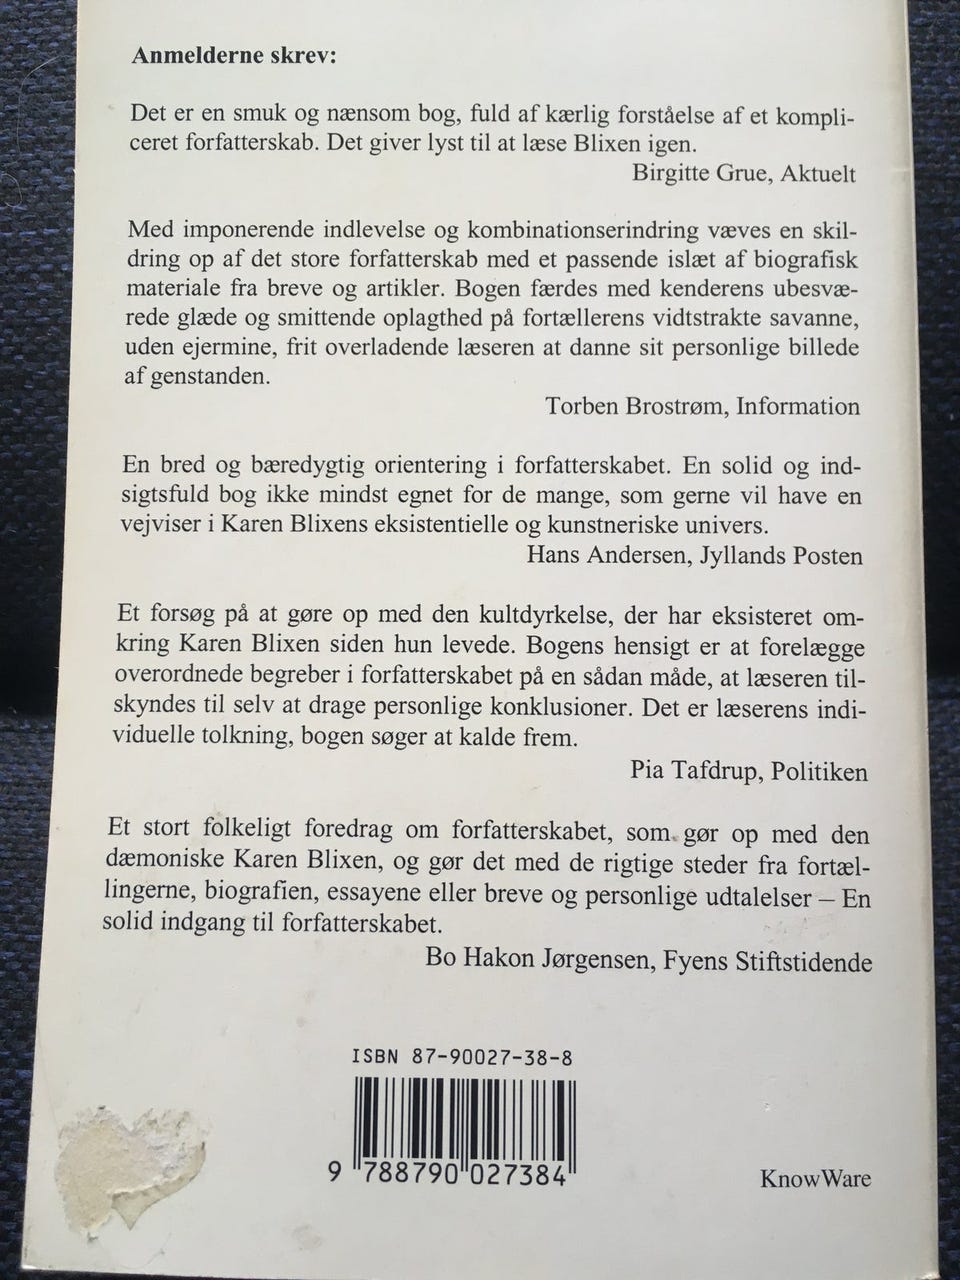 Anmelderne skrev:
Det er en smuk og nænsom bog, fuld af kærlig forståelse af et kompli-
ceret forfatterskab. Det giver lyst til at læse Blixen igen.
Birgitte Grue, Aktuelt
Med imponerende indlevelse og kombinationserindring væves en skil-
dring op af det store forfatterskab med et passende islæt af biografisk
materiale fra breve og artikler. Bogen færdes med kenderens ubesvæ-
rede glæde og smittende oplagthed på fortællerens vidtstrakte savanne,
uden ejermine, frit overladende læseren at danne sit personlige billede
af genstanden.
Torben Brostrøm, Information
En bred og bæredygtig orientering i forfatterskabet. En solid og ind-
sigtsfuld bog ikke mindst egnet for de mange, som gerne vil have en
vejviser i Karen Blixens eksistentielle og kunstneriske univers.
Hans Andersen, Jyllands Posten
Et forsøg på at gøre op med den kultdyrkelse, der har eksisteret om-
kring Karen Blixen siden hun levede. Bogens hensigt er at forelægge
overordnede begreber i forfatterskabet på en sådan måde, at læseren til-
skyndes til selv at drage personlige konklusioner. Det er læserens indi-
viduelle tolkning, bogen søger at kalde frem.
Pia Tafdrup, Politiken
Et stort folkeligt foredrag om forfatterskabet, som gør op med den
dæmoniske Karen Blixen, og gør det med de rigtige steder fra fortæl-
lingerne, biografien, essayene eller breve og personlige udtalelser – En
solid indgang til forfatterskabet.
Bo Hakon Jørgensen, Fyens Stiftstidende
ISBN 87-90027-38-8
9 788790 027384
KnowWare